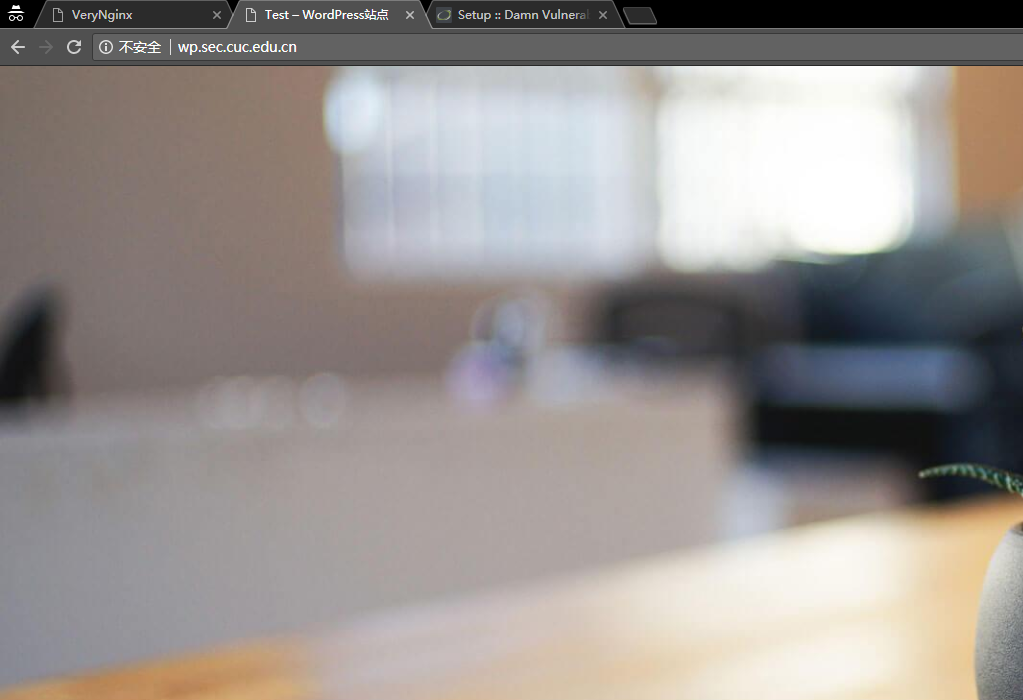 VeryNginx
Test – WordPress站点
Setup :: Damn Vulneral
不安全
wp.sec.cuc.edu.cn